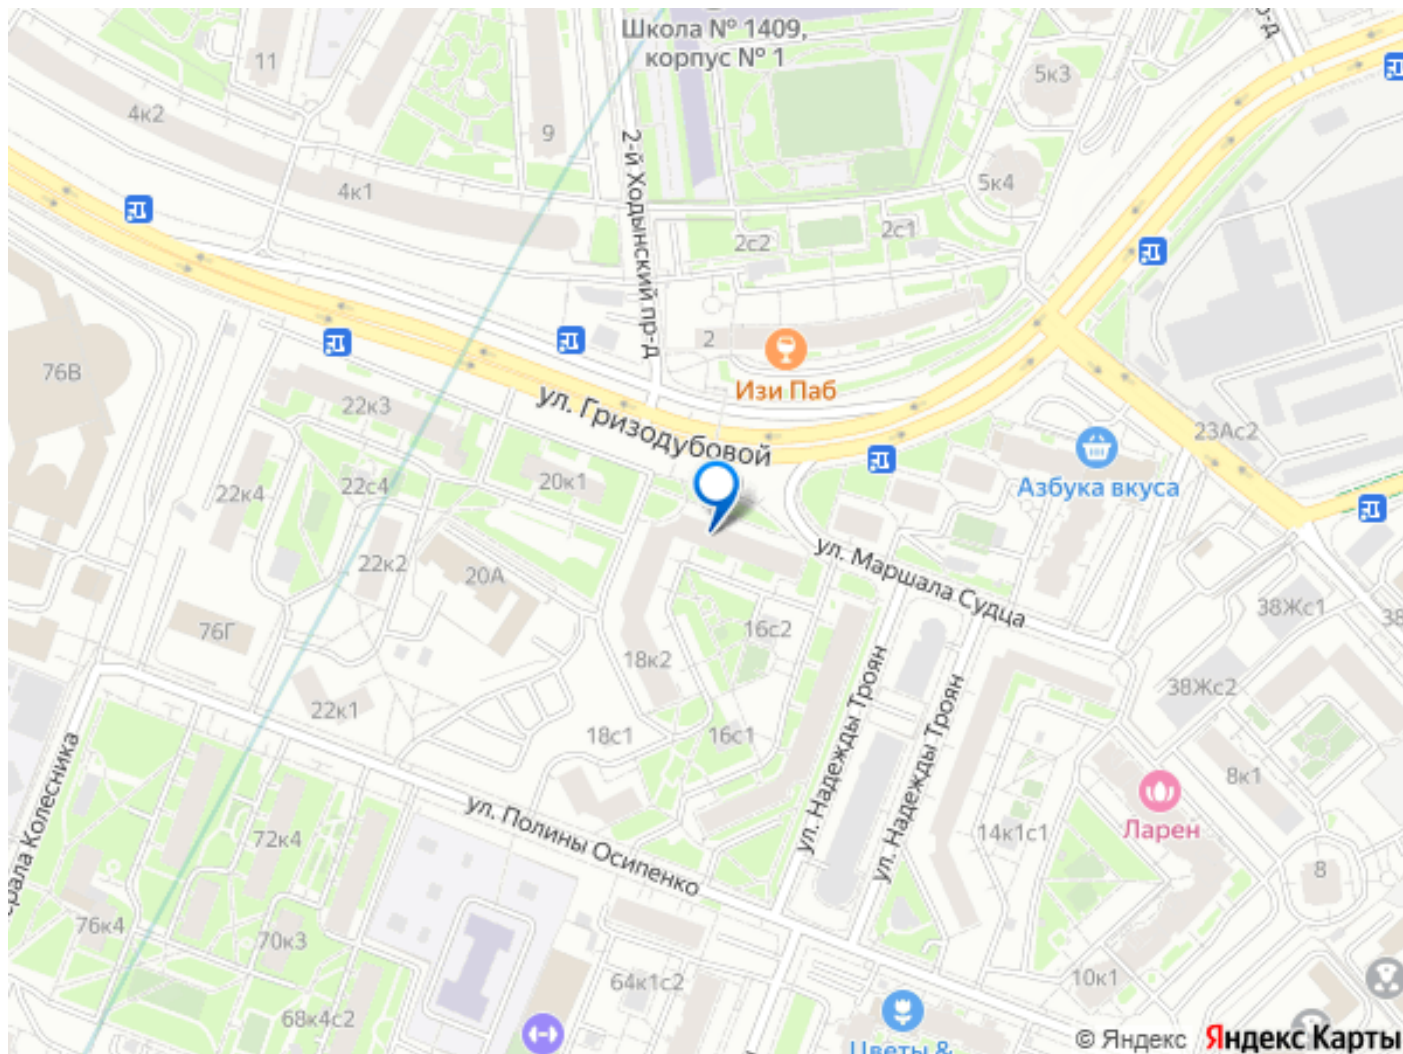 Школа № 1409,
корпус № 1
11
4к2
9
5к3
4к1
5к4
2-й Ходынский пр-д
2с2
2с1
2
Изи Паб
76В
22к3
ул. Гризодубовой
23Ас2
22к4
22с4
20к1
Азбука вкуса
22к2
20А
ул. Маршала Судца
38Жс1
76Г
16с2
18к2
38Жс2
22к1
18с1
16с1
ул. Надежды Троян
ул. Надежды Троян
8к1
ул. Полины Осипенко
14к1с1
Ларен
72к4
8
76к4
70к3
64к1с2
10к1
68к4с2
Цветы &
© Яндекс Яндекс Карты